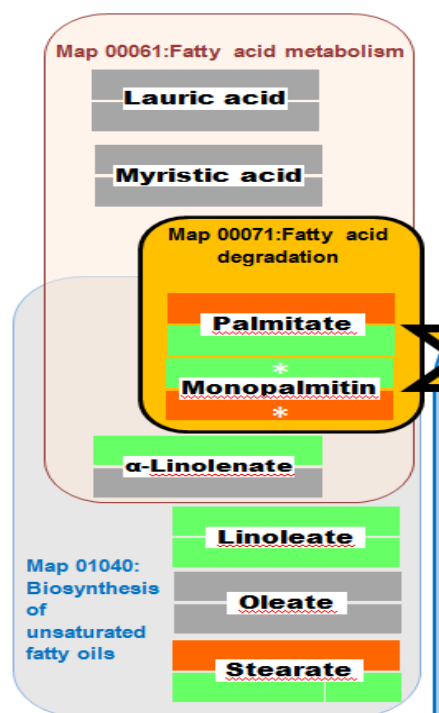 Map 00061:Fatty acid metabolism
Lauric acid
Myristic acid
Map 00071:Fatty acid
degradation
Palmitate
*
Monopalmitin
*
α-Linolenate
Linoleate
Map 01040:
Biosynthesis
of
unsaturated
fatty oils
Oleate
Stearate